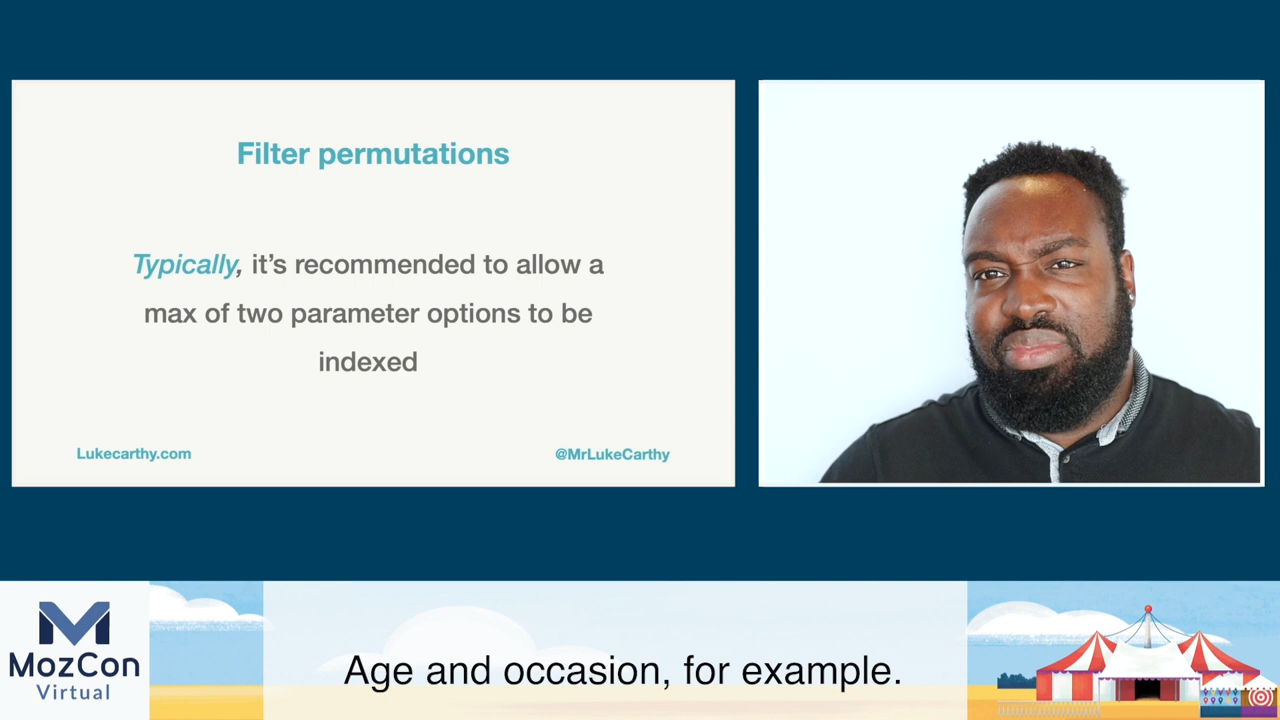 Filter permutations
Typically, it's recommended to allow a
max of two parameter options to be
indexed
Lukecarthy.com
@MrLukeCarthy
MozCon
Virtual
Age and occasion, for example.